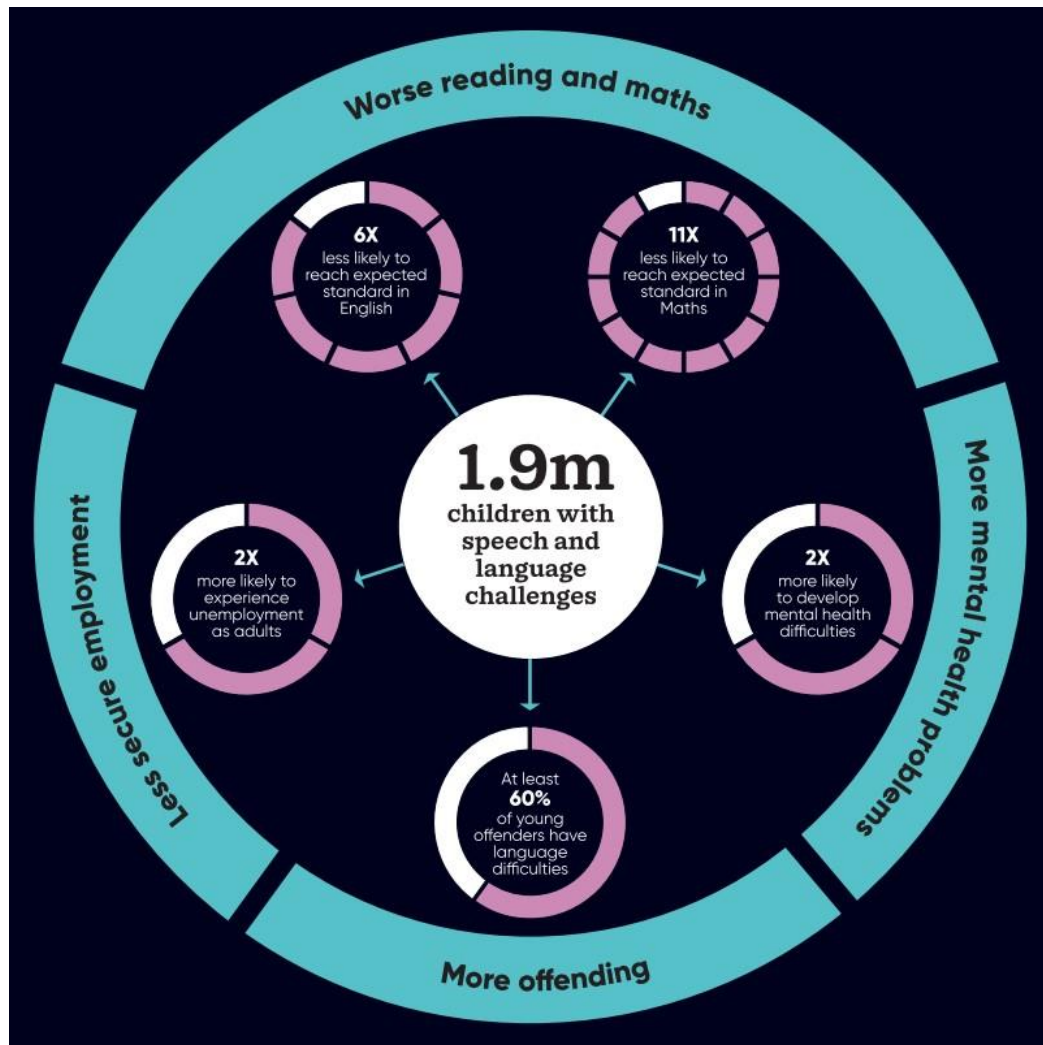 Worse reading and maths
6X
less likely to
reach expected
standard in
English
11X
less likely to
reach expected
standard in
Maths
1.9m
children with
speech and
language
challenges
2X
more likely to
experience
unemployment
as adults
2X
more likely
to develop
mental health
difficulties
At least
60%
of young
offenders have
language
difficulties
Less secure employment
More mental health problems
More offending